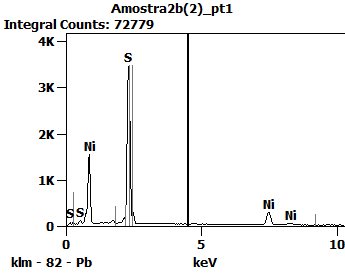 Amostra2b(2)_pt1
Integral Counts: 72779
4K
S
3K
2K
Ni
1K
S S Ni Ni
0
0 5 10
klm - 82 - Pb keV